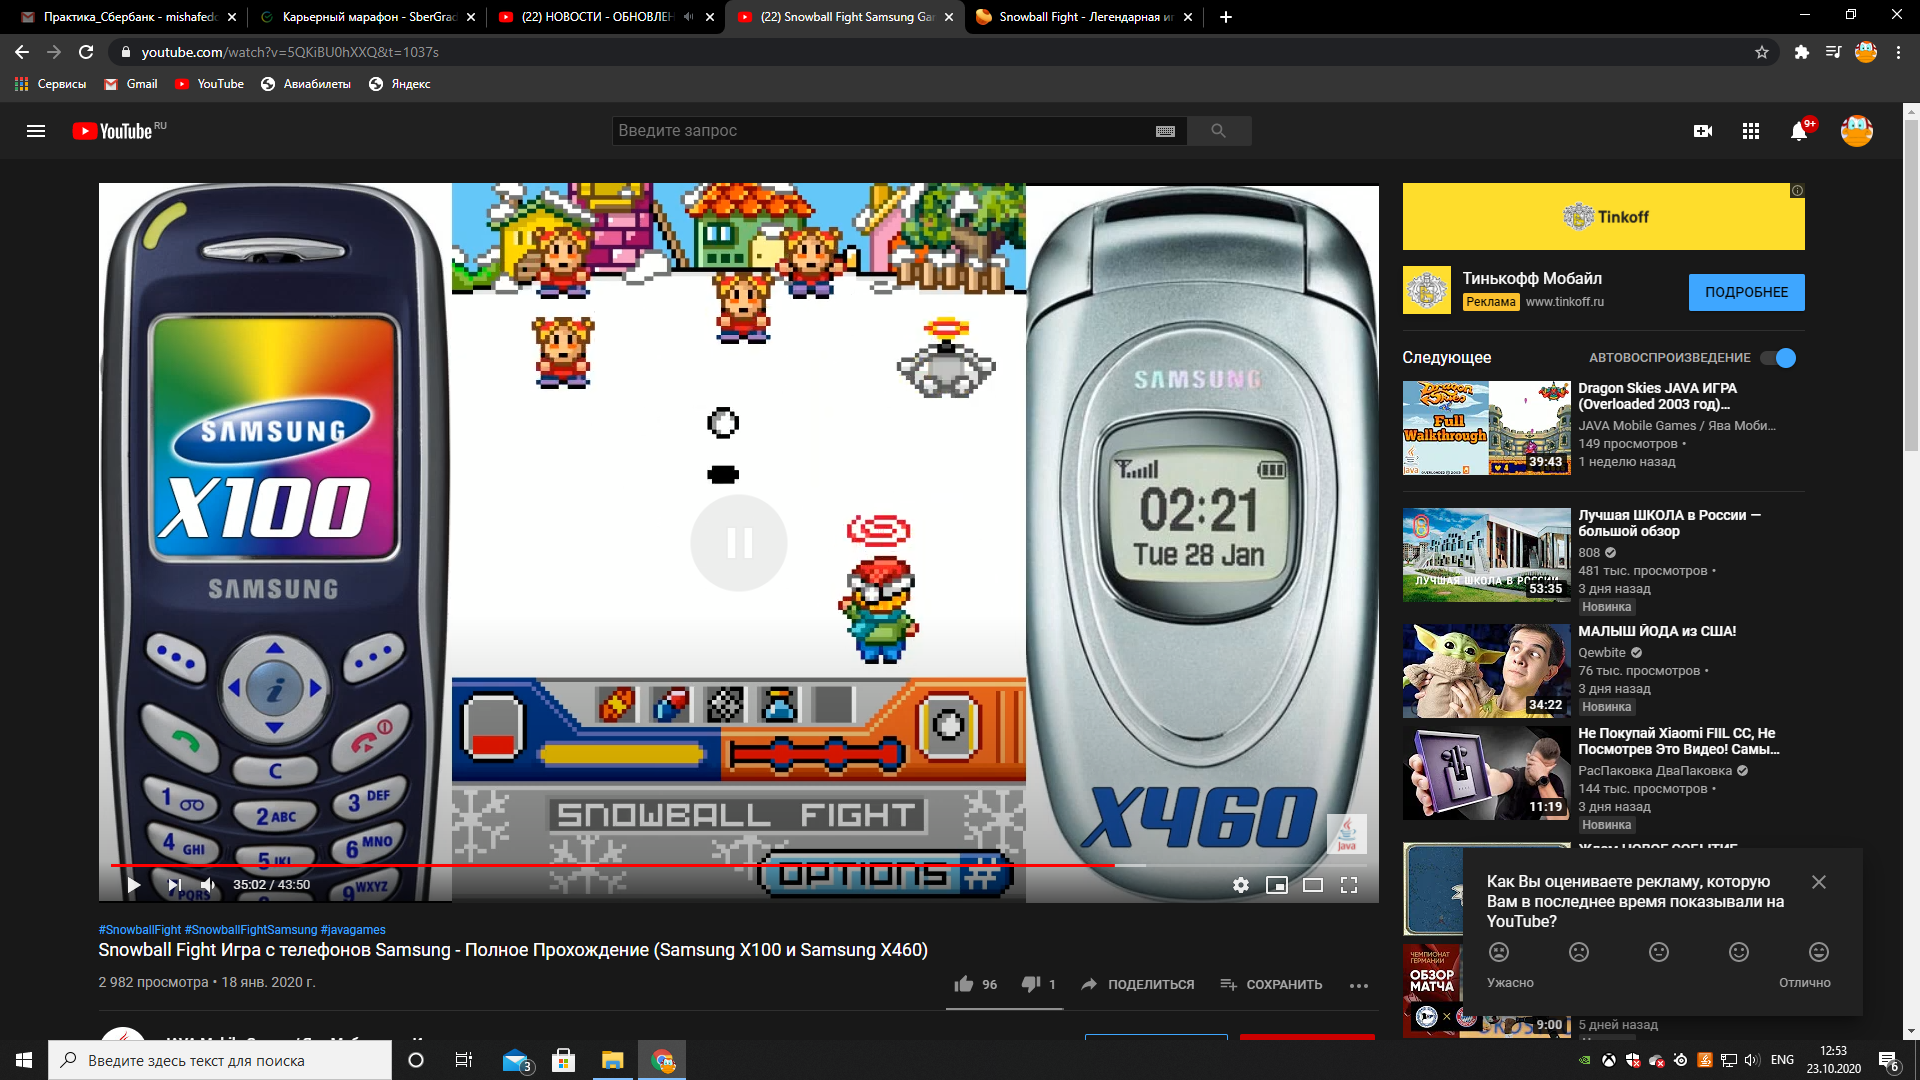 Практика_Сбербанк - mishafedo
Карьерный марафон - SberGrad
(22) НОВОСТИ - ОБНОВЛЕН
(22) Snowball Fight Samsung Gar
Snowball Fight - Легендарная иг
youtube.com/watch?v=5QKiBU0hXXQ&t=1037s
Сервисы
Gmail
YouTube
Авиабилеты
Яндекс
YouTube RU
Введите запрос
9+
SAMSUNG
X100
SAMSUNG
C
1
2 ABC
3 DEF
4 GHI
5 JKL
6 MNO
PQRS
9 WXYZ
SNOWBALL FIGHT
OPTIONS #
SAMSUNG
02:21
Tue 28 Jan
X460
Java
35:02 / 43:50
#SnowballFight #SnowballFightSamsung #javagames
Snowball Fight Игра с телефонов Samsung - Полное Прохождение (Samsung X100 и Samsung X460)
2 982 просмотра • 18 янв. 2020 г.
96
1
ПОДЕЛИТЬСЯ
СОХРАНИТЬ
Tinkoff
Тинькофф Мобайл
Реклама www.tinkoff.ru
ПОДРОБНЕЕ
Следующее
АВТОВОСПРОИЗВЕДЕНИЕ
Dragon Skies
Full
Walkthrough
39:43
Dragon Skies JAVA ИГРА
(Overloaded 2003 год)...
JAVA Mobile Games / Ява Моби...
149 просмотров •
1 неделю назад
ЛУЧШАЯ ШКОЛА В РОССИИ
53:35
Лучшая ШКОЛА в России —
большой обзор
808
481 тыс. просмотров •
3 дня назад
Новинка
34:22
МАЛЫШ ЙОДА из США!
Qewbite
76 тыс. просмотров •
3 дня назад
Новинка
11:19
Не Покупай Xiaomi FIIL CC, Не
Посмотрев Это Видео! Самы...
РасПаковка ДваПаковка
144 тыс. просмотров •
3 дня назад
Новинка
Как Вы оцениваете рекламу, которую
Вам в последнее время показывали на
YouTube?
Ужасно
Отлично
ЧЕМПИОНАТ
ГЕРМАНИИ
ОБЗОР
МАТЧА
9:00
5 дней назад
Введите здесь текст для поиска
3
ENG
12:53
23.10.2020
6